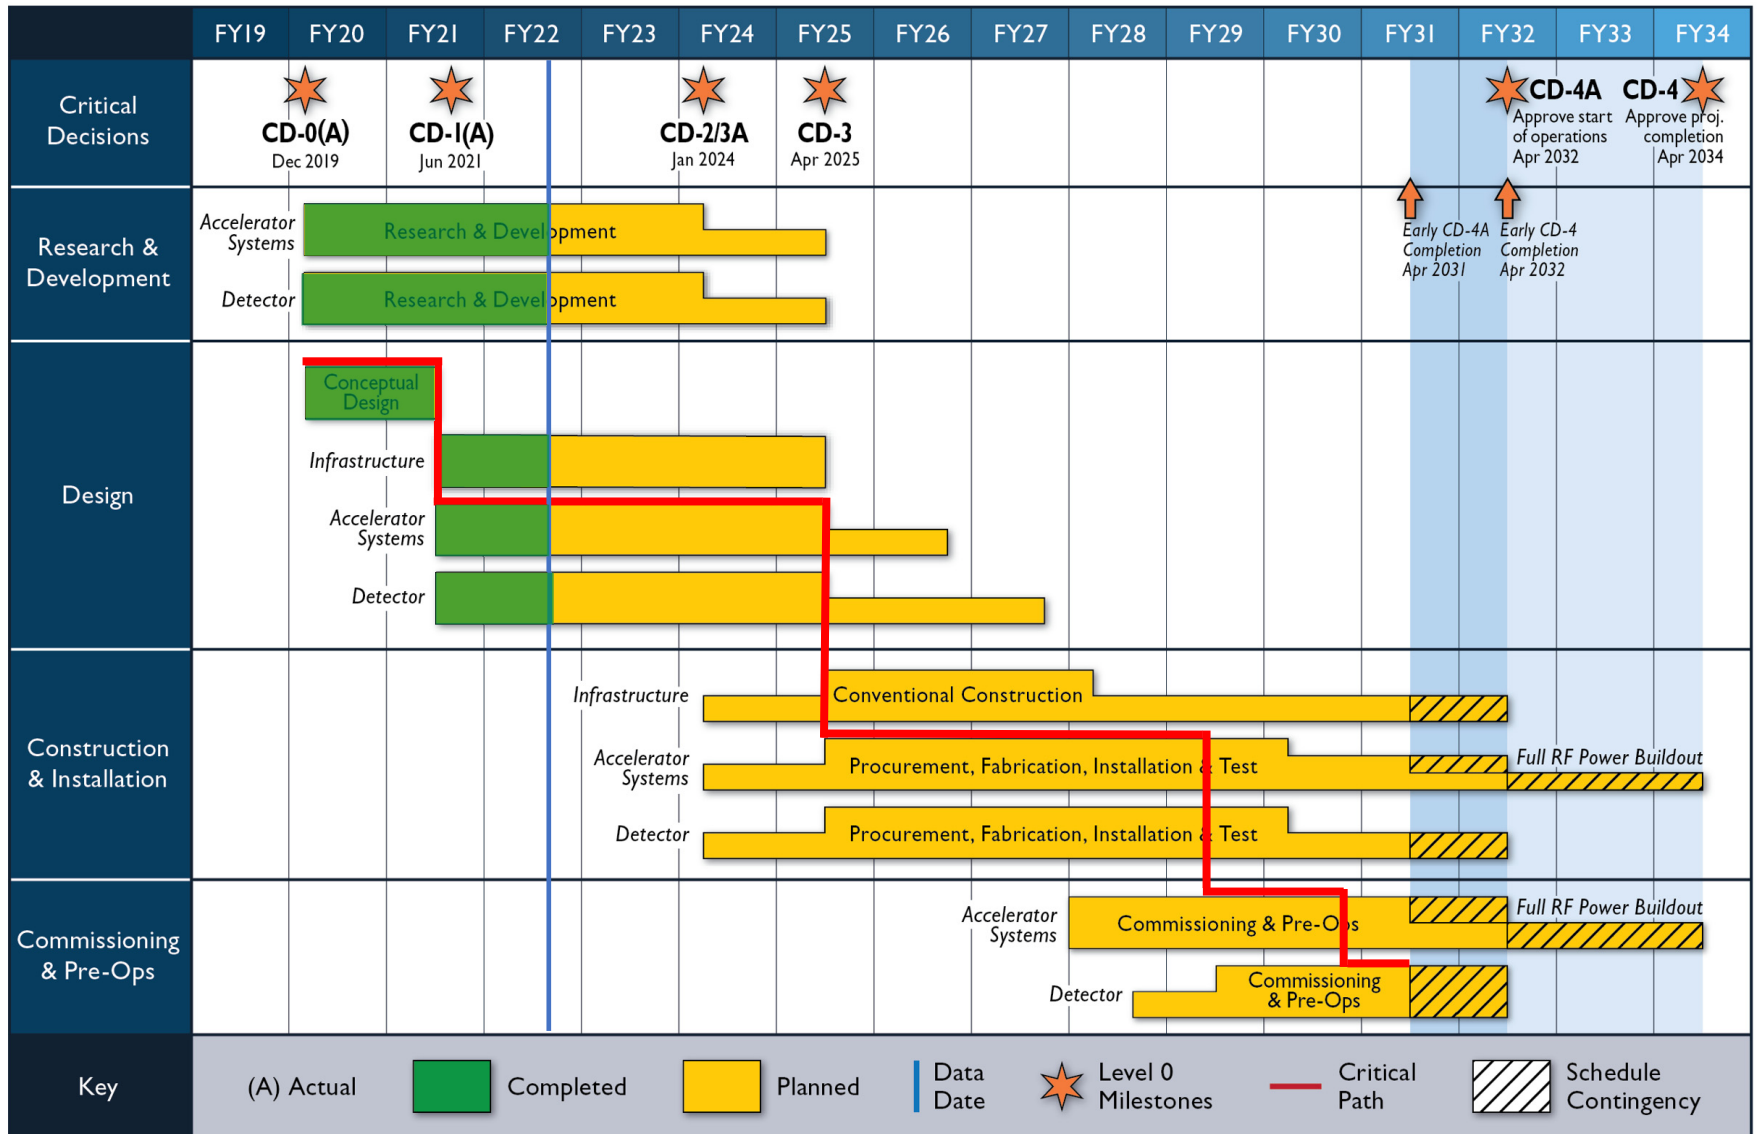 FY19 FY20 FY21 FY22 FY23 FY24 FY25 FY26 FY27 FY28 FY29 FY30 FY31 FY32 FY33 FY34
Critical
Decisions
CD-0(A)
Dec 2019
CD-1(A)
Jun 2021
CD-2/3A
Jan 2024
CD-3
Apr 2025
CD-4A
Approve start
of operations
Apr 2032
CD-4
Approve proj.
completion
Apr 2034
Early CD-4A
Completion
Apr 2031
Early CD-4
Completion
Apr 2032
Research &
Development
Accelerator
Systems
Research & Development
Detector
Research & Development
Design
Conceptual
Design
Infrastructure
Accelerator
Systems
Detector
Construction
& Installation
Infrastructure
Conventional Construction
Accelerator
Systems
Procurement, Fabrication, Installation & Test
Full RF Power Buildout
Detector
Procurement, Fabrication, Installation & Test
Commissioning
& Pre-Ops
Accelerator
Systems
Commissioning & Pre-Ops
Full RF Power Buildout
Detector
Commissioning
& Pre-Ops
Key
(A) Actual
Completed
Planned
Data
Date
Level 0
Milestones
Critical
Path
Schedule
Contingency